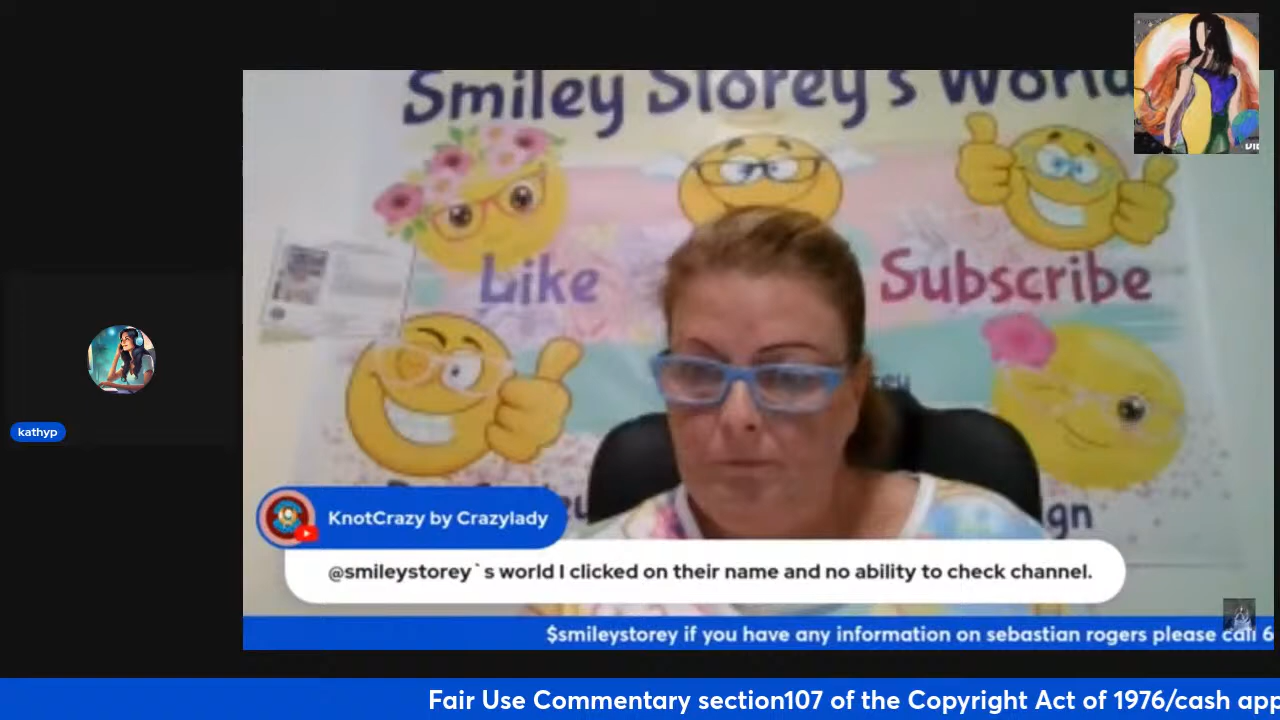 Smiley Storey's World
Like
Subscribe
kathyp
KnotCrazy by Crazylady
@smileystorey`s world I clicked on their name and no ability to check channel.
$smileystorey if you have any information on sebastian rogers please call 6
Fair Use Commentary section107 of the Copyright Act of 1976/cash app